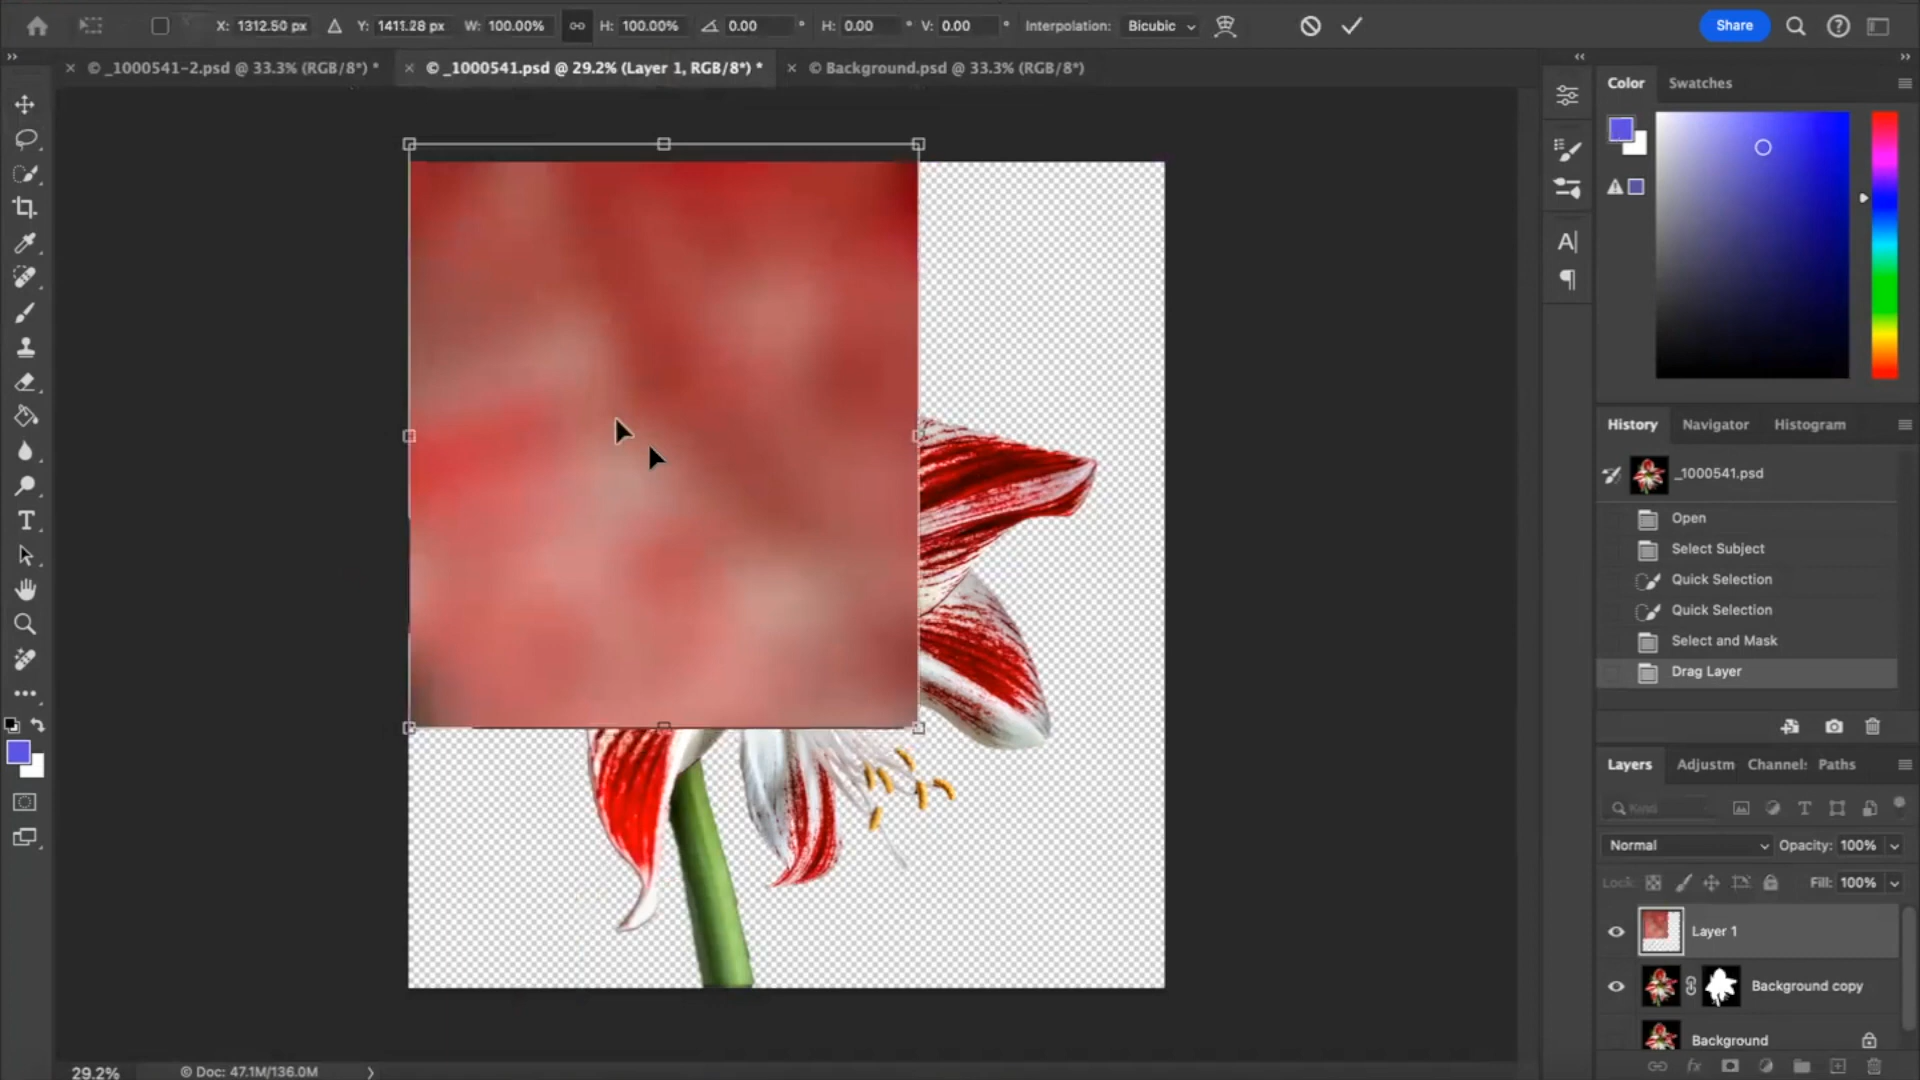 X: 1312.50 px Y: 1411.28 px W: 100.00% H: 100.00% 0.00 ° H: 0.00 ° V: 0.00 ° Interpolation: Bicubic Share
× © _1000541-2.psd @ 33.3% (RGB/8*) * × © _1000541.psd @ 29.2% (Layer 1, RGB/8*) * × © Background.psd @ 33.3% (RGB/8*)
Color Swatches
History Navigator Histogram
_1000541.psd
Open
Select Subject
Quick Selection
Quick Selection
Select and Mask
Drag Layer
Layers Adjustm Channel: Paths
Kind
Normal Opacity: 100%
Lock: Fill: 100%
Layer 1
Background copy
Background
fx
29.2% © Doc: 47.1M/136.0M